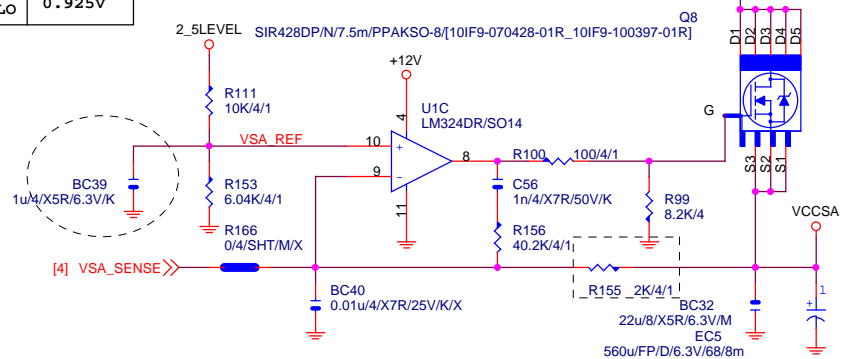 LO 0.925V
2_5LEVEL
SIR428DP/N/7.5m/PPAKSO-8/[10IF9-070428-01R_10IF9-100397-01R]
Q8
D1
D2
D3
D4
D5
+12V
R111
10K/4/1
U1C
LM324DR/SO14
4
G
VSA_REF
10
+
8
R100
100/4/1
9
-
BC39
1u/4/X5R/6.3V/K
R153
6.04K/4/1
11
C56
1n/4/X7R/50V/K
R99
8.2K/4
S3
S2
S1
VCCSA
R166
0/4/SHT/M/X
R156
40.2K/4/1
[4] VSA_SENSE
R155
2K/4/1
BC40
0.01u/4/X7R/25V/K/X
BC32
22u/8/X5R/6.3V/M
+
1
EC5
560u/FP/D/6.3V/68/8m